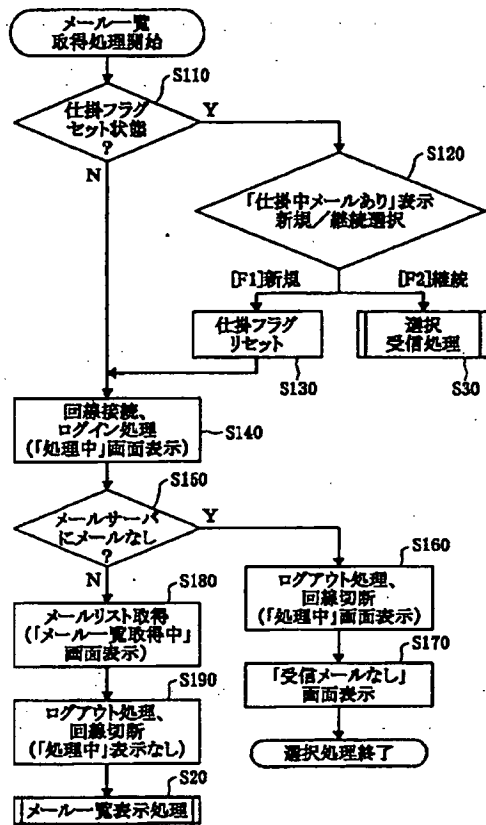 メール一覧
取得処理開始
S110
仕掛フラグ
セット状態
?
Y
N
S120
「仕掛中メールあり」表示
新規／継続選択
[F1]新規
[F2]継続
仕掛フラグ
リセット
選択
受信処理
S130
S30
回線接続、
ログイン処理
(「処理中」画面表示)
S140
S150
メールサーバ
にメールなし
?
Y
N
S160
ログアウト処理、
回線切断
(「処理中」画面表示)
S180
メールリスト取得
(「メール一覧取得中」
画面表示)
S170
「受信メールなし」
画面表示
S190
ログアウト処理、
回線切断
(「処理中」表示なし)
選択処理終了
S20
メール一覧表示処理